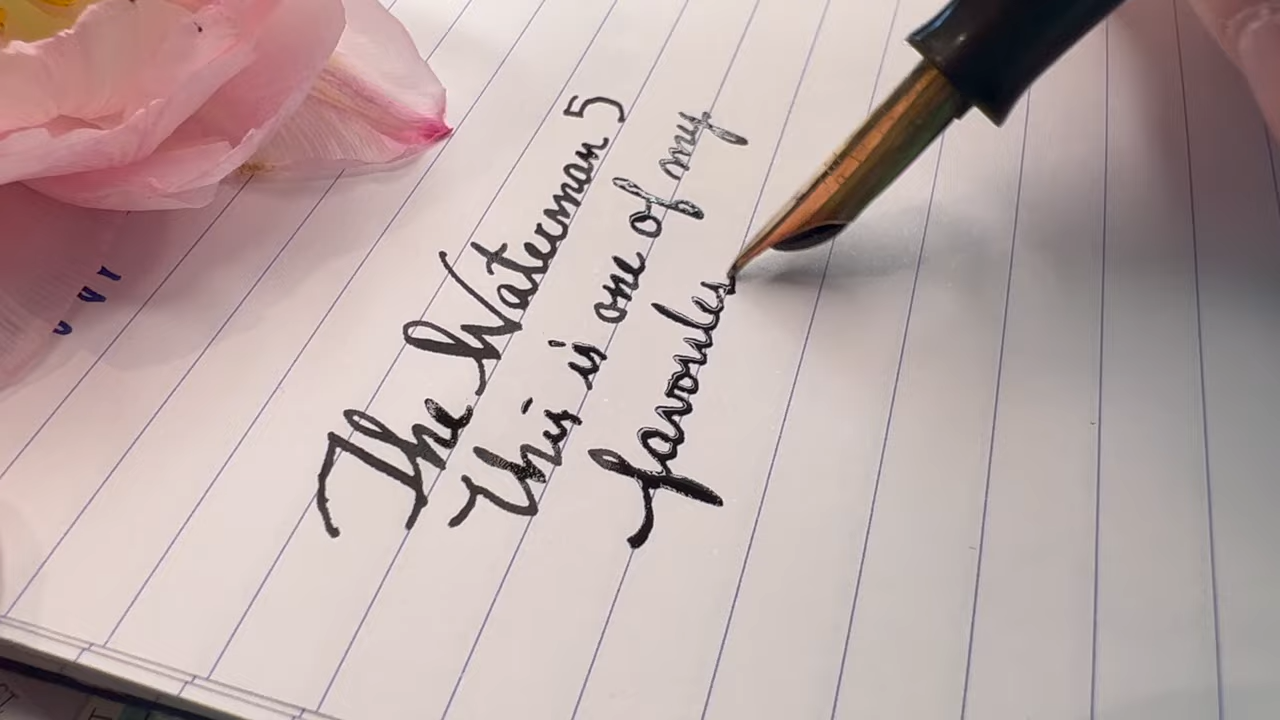 The Waterman 5
This is one of my
favourites